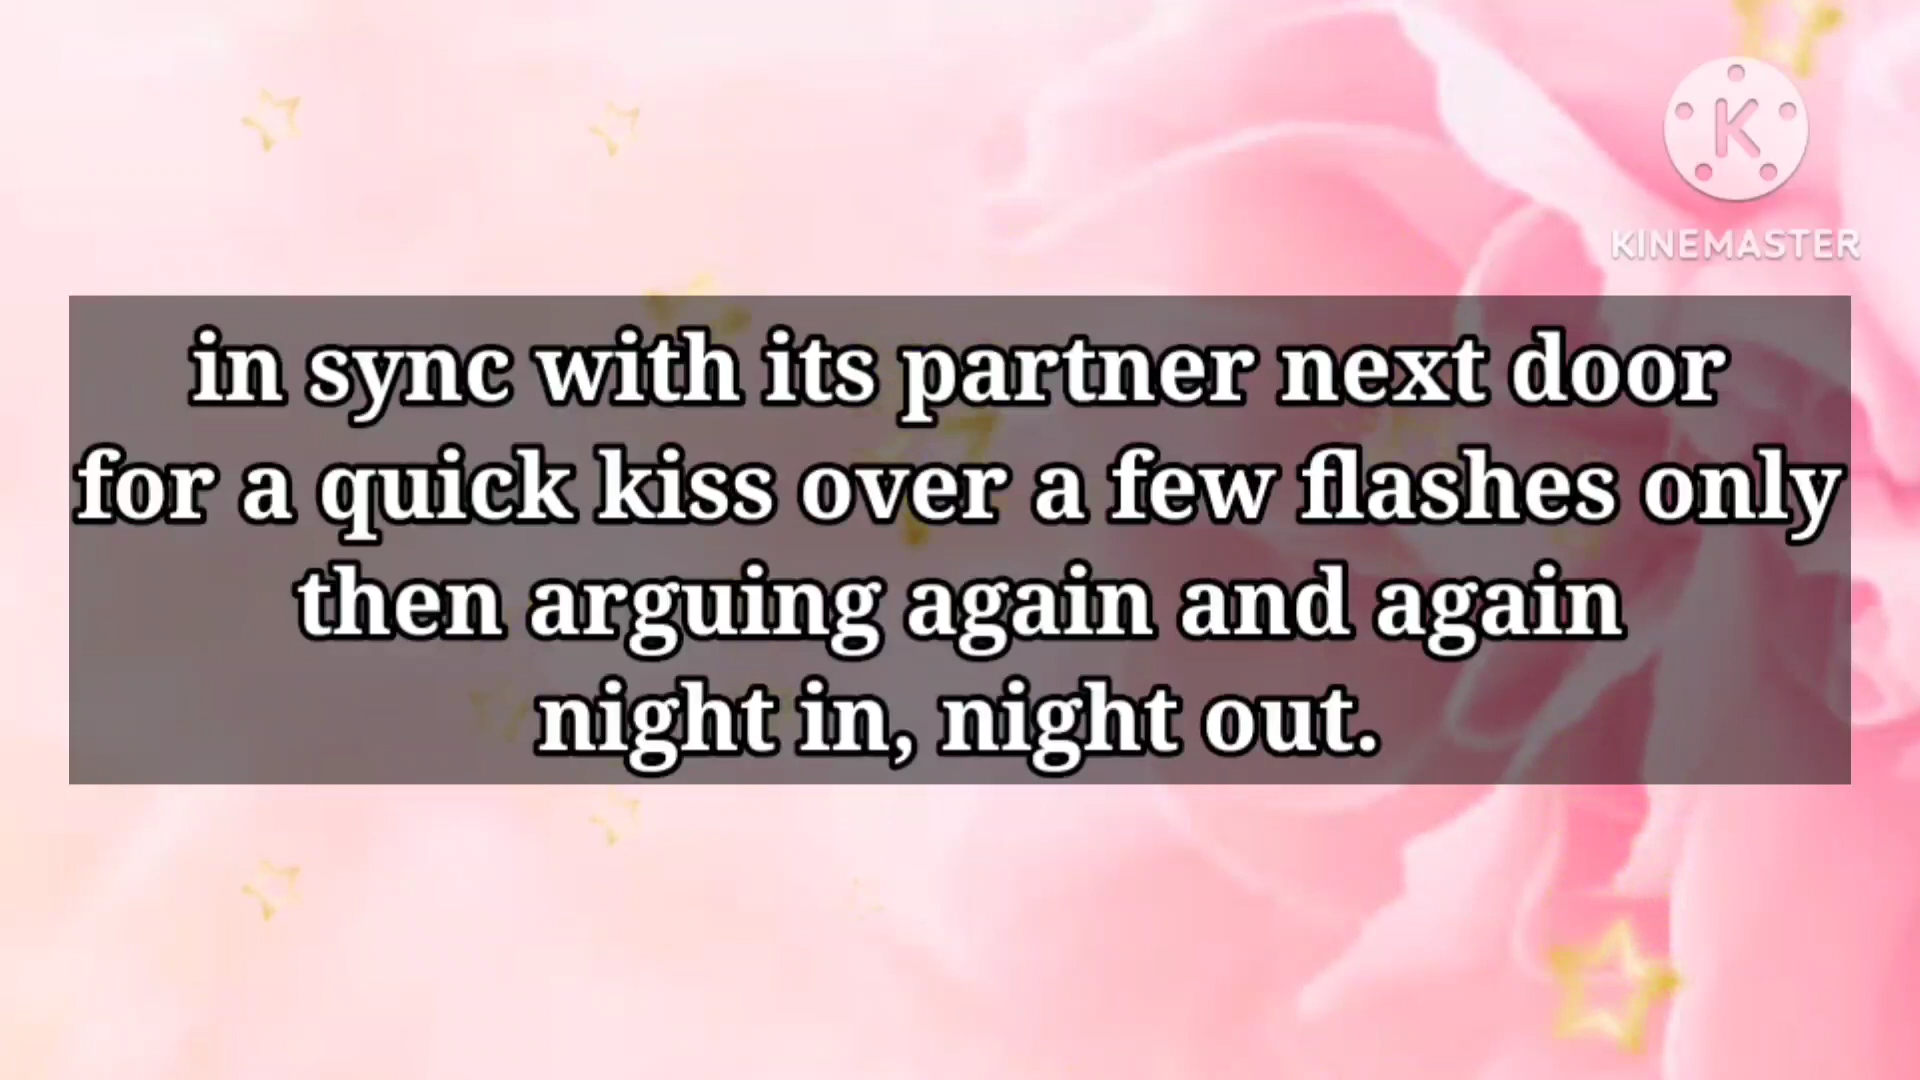 K
KINEMASTER
in sync with its partner next door
for a quick kiss over a few flashes only
then arguing again and again
night in, night out.